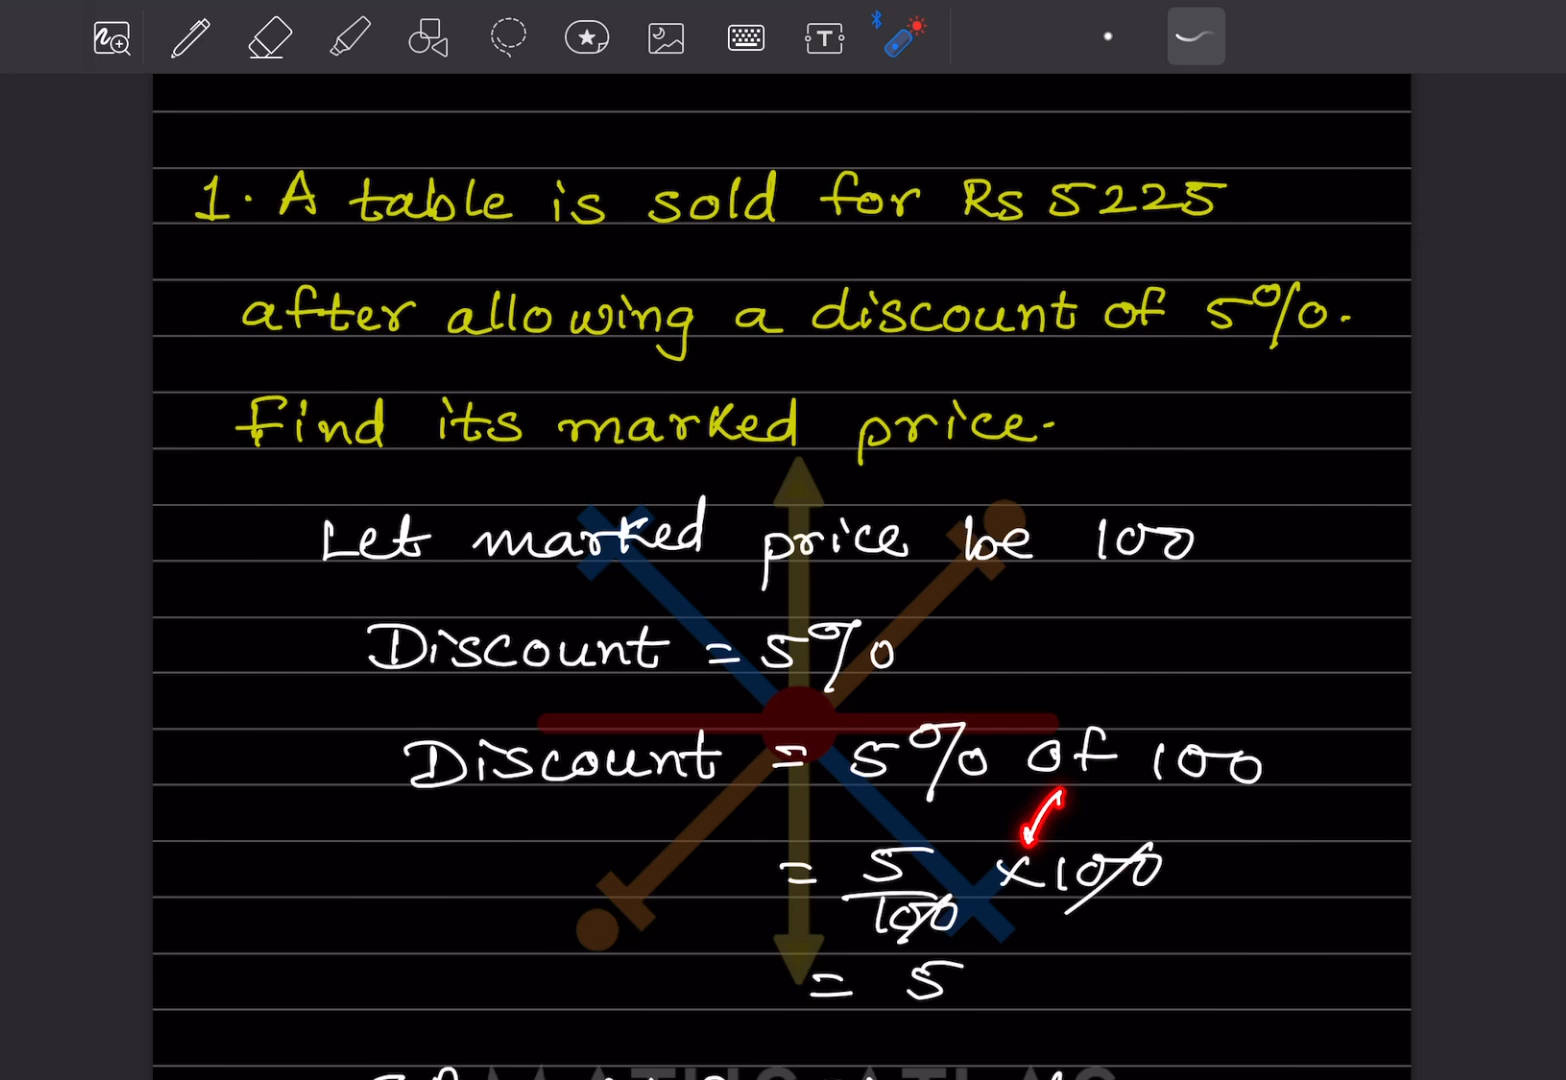 1. A table is sold for Rs 5225
after allowing a discount of 5%.
Find its marked price.
Let marked price be 100
Discount = 5%
Discount = 5% of 100
= 5/100 × 100
= 5